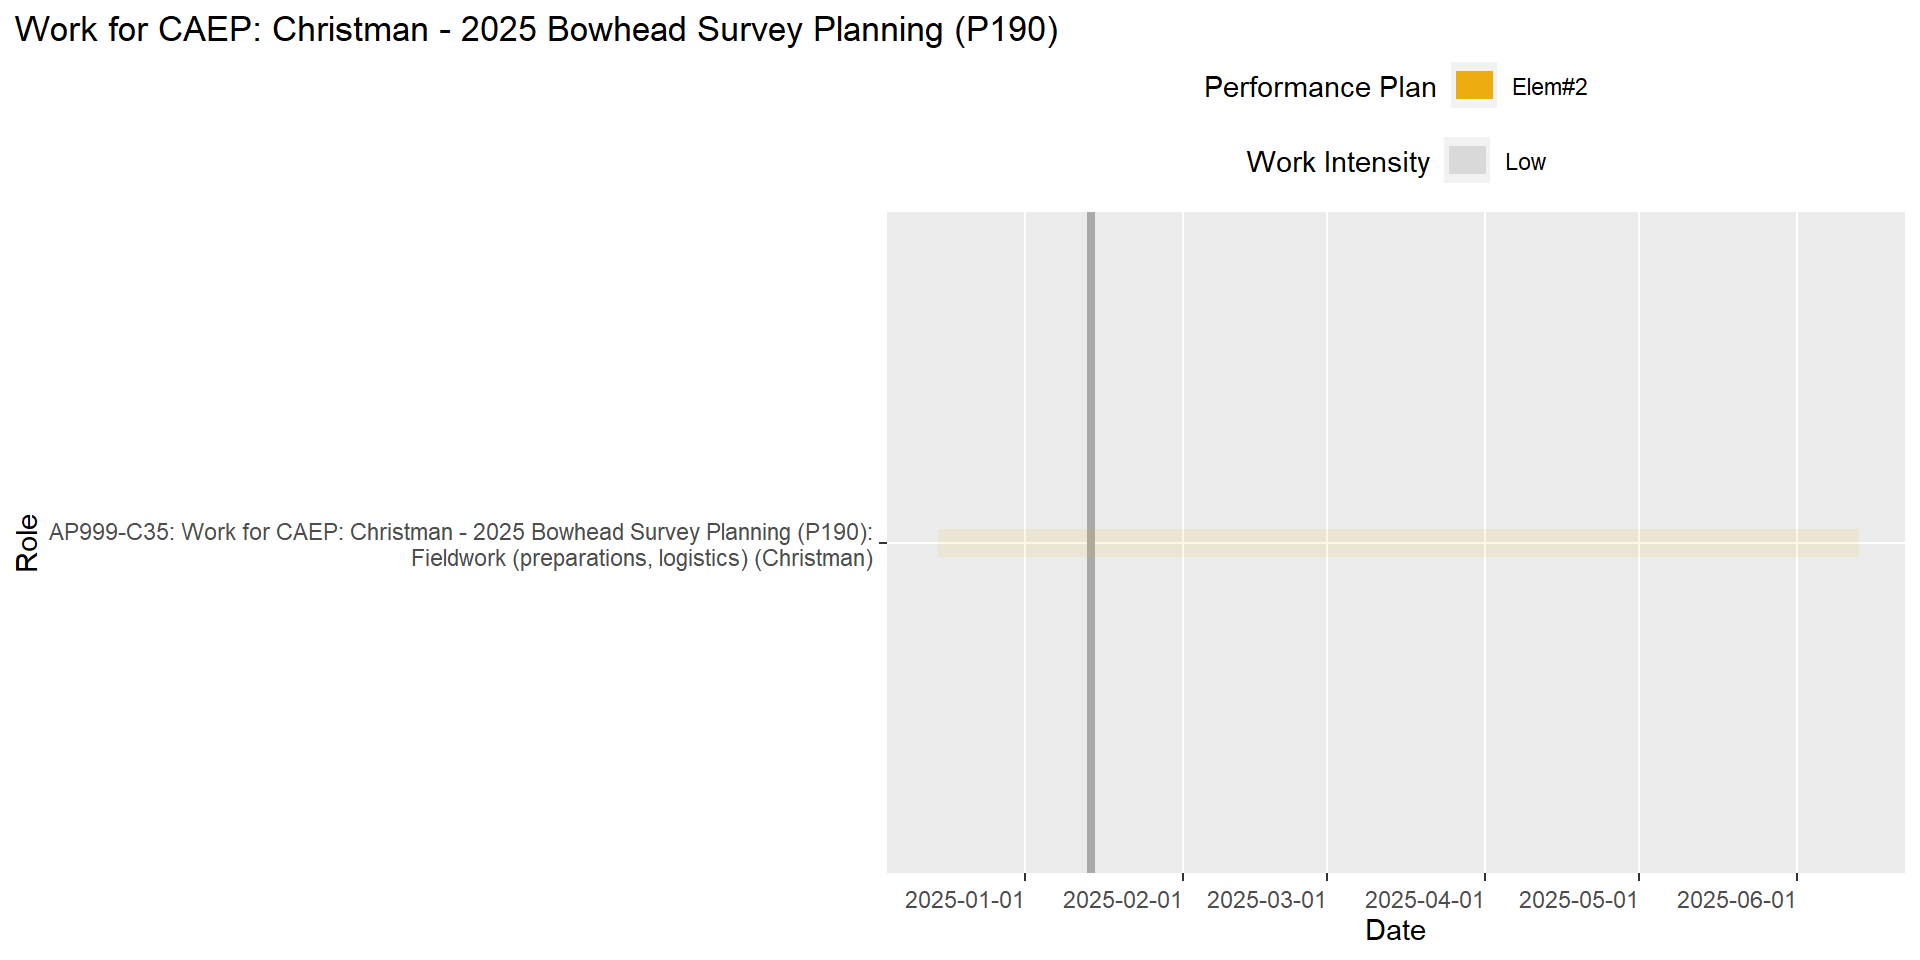 Work for CAEP: Christman - 2025 Bowhead Survey Planning (P190)
Performance Plan Elem#2
Work Intensity Low
Role
AP999-C35: Work for CAEP: Christman - 2025 Bowhead Survey Planning (P190):
Fieldwork (preparations, logistics) (Christman)
2025-01-01 2025-02-01 2025-03-01 2025-04-01 2025-05-01 2025-06-01
Date